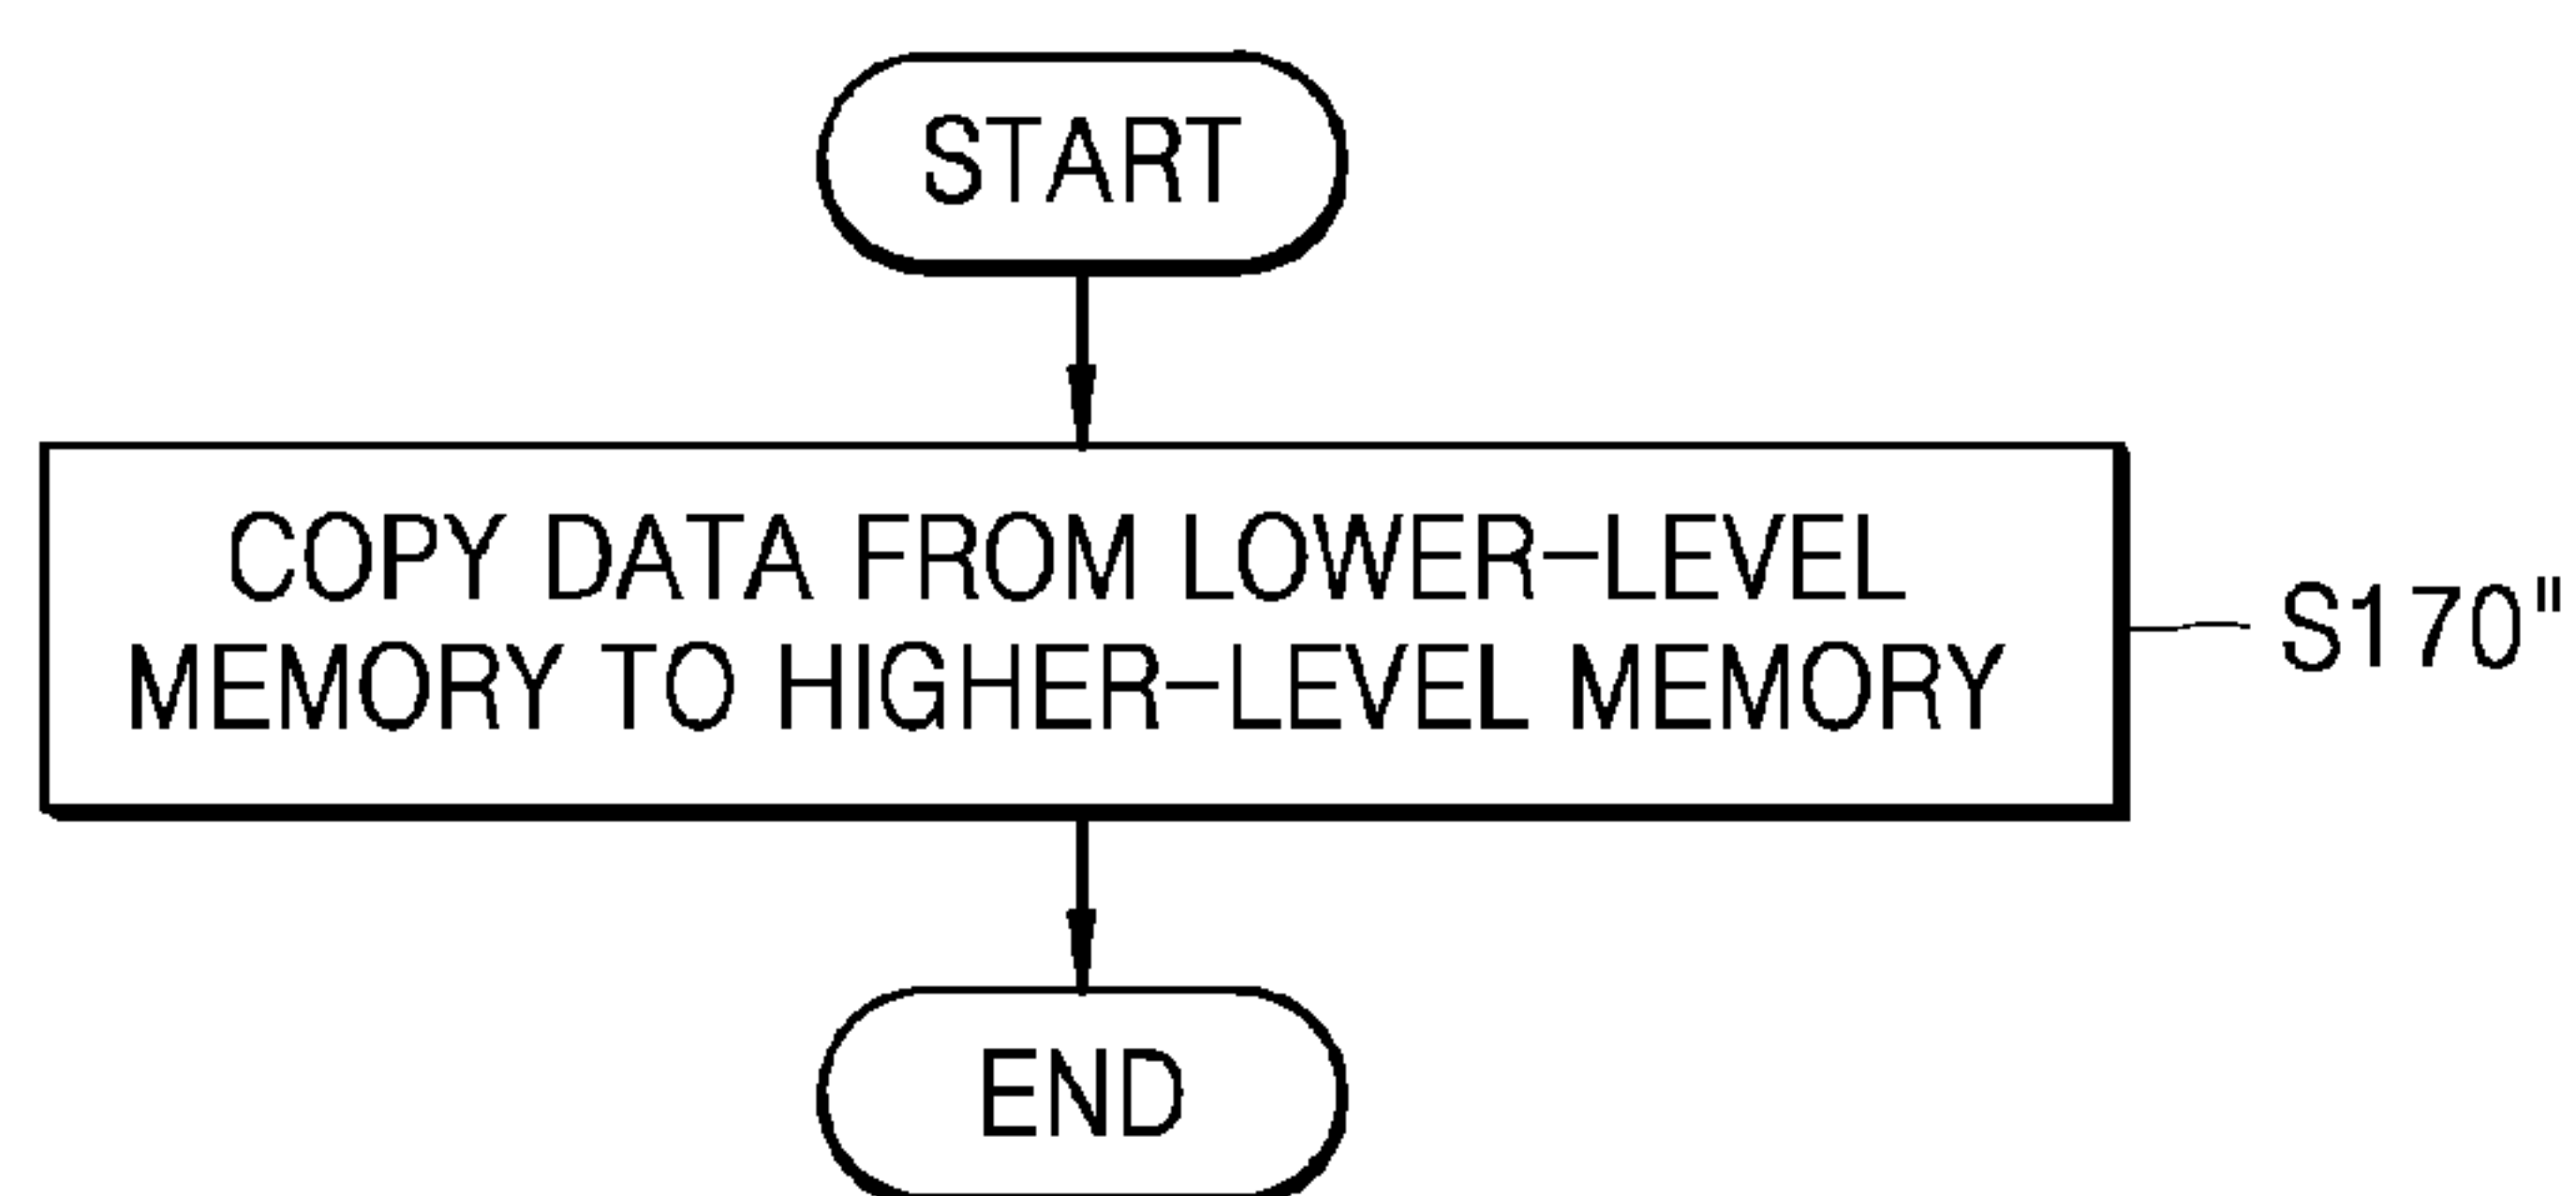 START
COPY DATA FROM LOWER-LEVEL
MEMORY TO HIGHER-LEVEL MEMORY
S170"
END